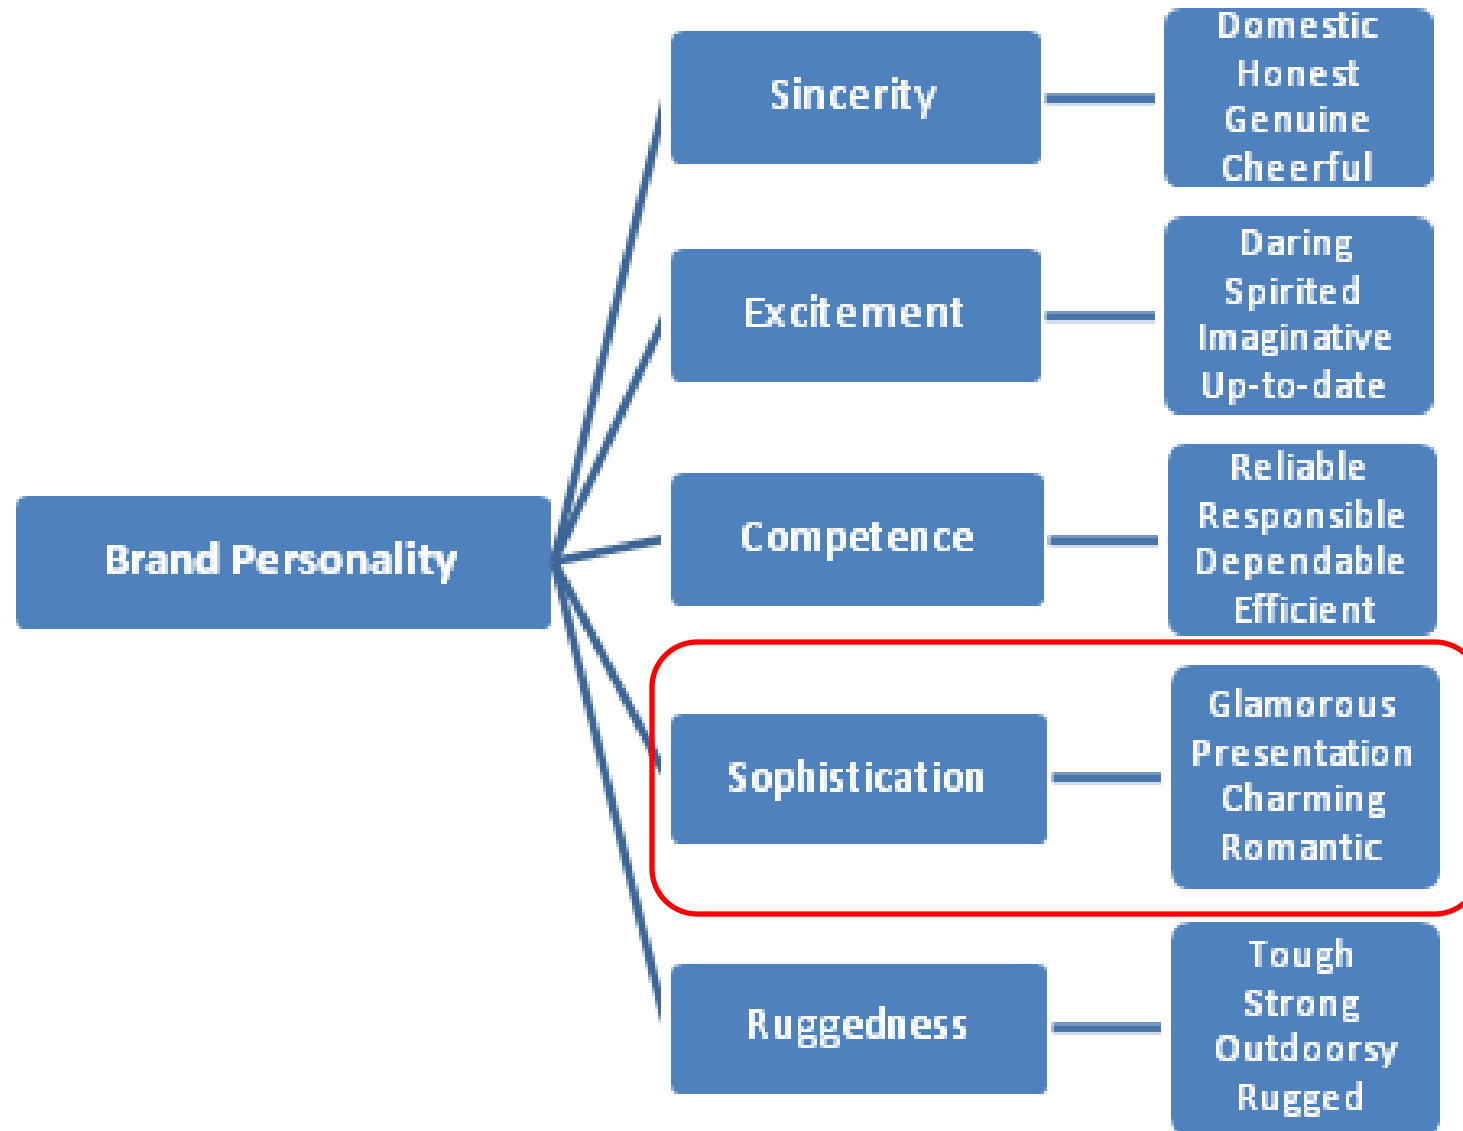 Brand Personality
Sincerity
Domestic
Honest
Genuine
Cheerful
Excitement
Daring
Spirited
Imaginative
Up-to-date
Competence
Reliable
Responsible
Dependable
Efficient
Sophistication
Glamorous
Presentation
Charming
Romantic
Ruggedness
Tough
Strong
Outdoorsy
Rugged